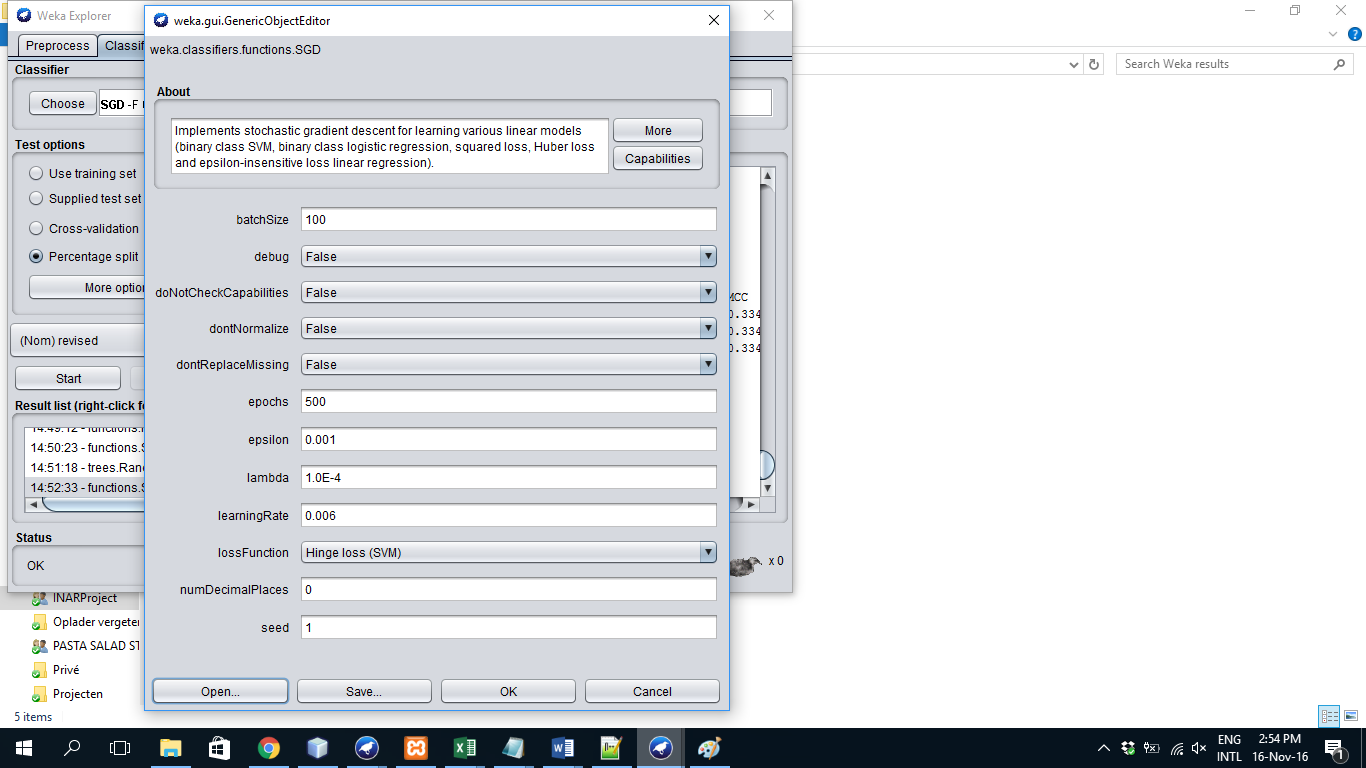 Weka Explorer
Preprocess
Classif
Classifier
Choose
SGD -F
Test options
Use training set
Supplied test set
Cross-validation
Percentage split
More option
(Nom) revised
Start
Result list (right-click fo
14:49:12 - functions.
14:50:23 - functions.S
14:51:18 - trees.Rand
14:52:33 - functions.S
Status
OK
x 0
MCC
0.334
0.334
0.334
weka.gui.GenericObjectEditor
weka.classifiers.functions.SGD
About
Implements stochastic gradient descent for learning various linear models
(binary class SVM, binary class logistic regression, squared loss, Huber loss
and epsilon-insensitive loss linear regression).
More
Capabilities
batchSize 100
debug False
doNotCheckCapabilities False
dontNormalize False
dontReplaceMissing False
epochs 500
epsilon 0.001
lambda 1.0E-4
learningRate 0.006
lossFunction Hinge loss (SVM)
numDecimalPlaces 0
seed 1
Open...
Save...
OK
Cancel
Search Weka results
INARProject
Oplader vergeten
PASTA SALAD ST
Privé
Projecten
5 items
ENG
INTL
2:54 PM
16-Nov-16
1